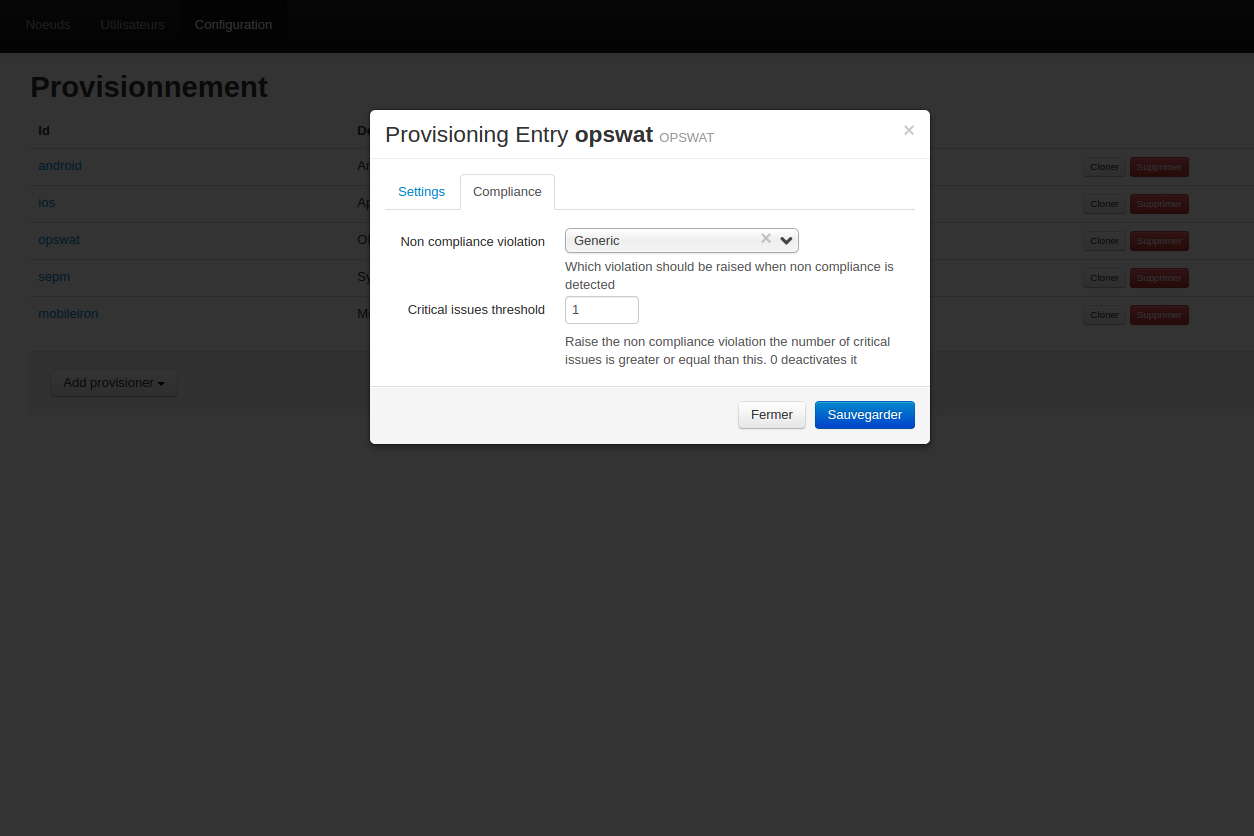 Noeuds Utilisateurs Configuration
Provisionnement
Provisioning Entry opswat OPSWAT ×
Id
android Cloner Supprimer
Settings Compliance
ios Cloner Supprimer
opswat Non compliance violation Generic Cloner Supprimer
Which violation should be raised when non compliance is
detected
sepm Cloner Supprimer
mobileiron Critical issues threshold 1 Cloner Supprimer
Raise the non compliance violation the number of critical
issues is greater or equal than this. 0 deactivates it
Add provisioner
Fermer Sauvegarder